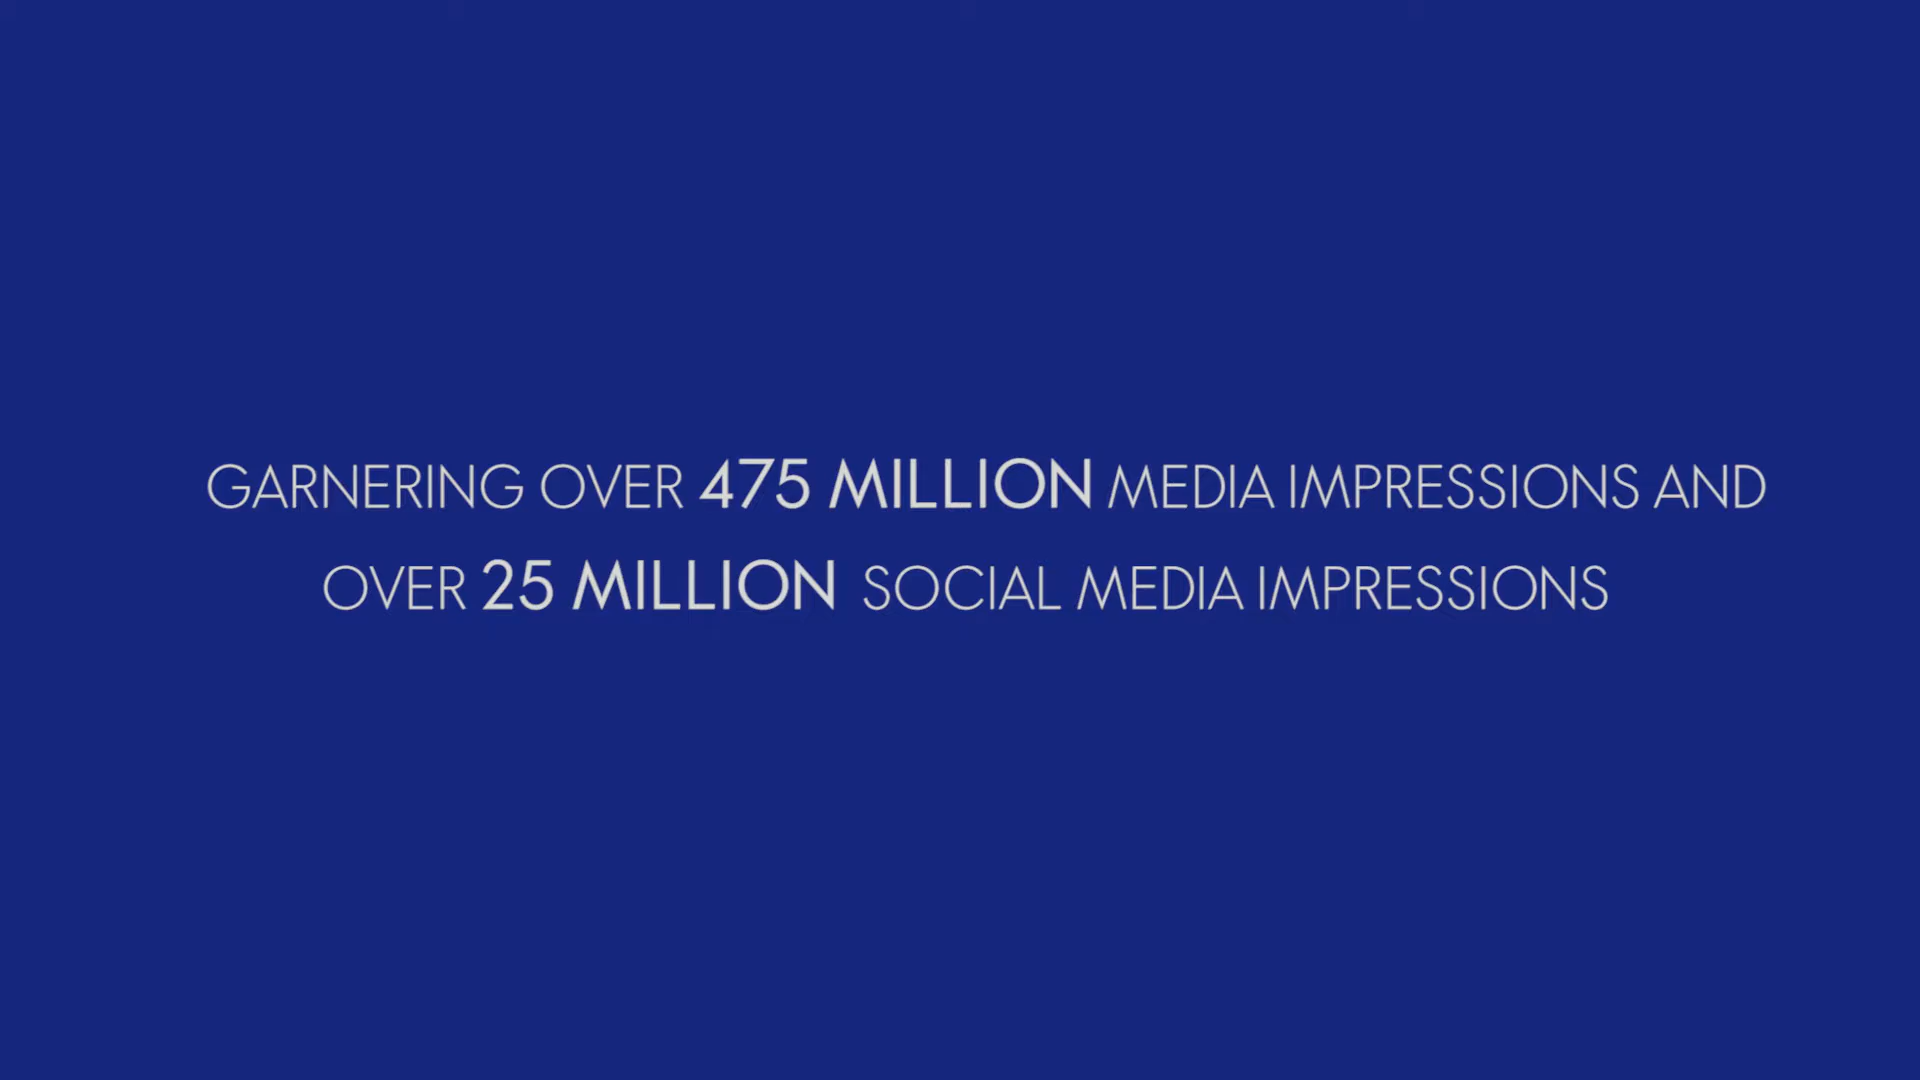 GARNERING OVER 475 MILLION MEDIA IMPRESSIONS AND
OVER 25 MILLION SOCIAL MEDIA IMPRESSIONS